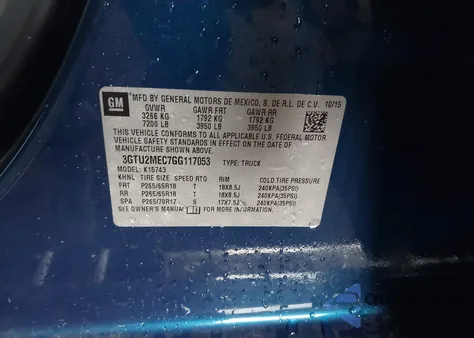 GM MFD BY GENERAL MOTORS DE MEXICO, S. DE R.L. DE C.V. 10/15
GVWR GAWR FRT GAWR RR
3266 KG 1792 KG 1792 KG
7200 LB 3950 LB 3950 LB
THIS VEHICLE CONFORMS TO ALL APPLICABLE U.S. FEDERAL MOTOR
VEHICLE SAFETY STANDARDS IN EFFECT ON THE DATE OF
MANUFACTURE SHOWN ABOVE.
3GTU2MEC7GG117053 TYPE: TRUCK
MODEL: K15743
KHNL TIRE SIZE SPEED RTG RIM COLD TIRE PRESSURE
FRT P265/65R18 T 18X8.5J 240KPA(35PSI)
RR P265/65R18 T 18X8.5J 240KPA(35PSI)
SPA P265/70R17 T 17X7.5J 240KPA(35PSI)
SEE OWNER'S MANUAL FOR MORE INFORMATION.